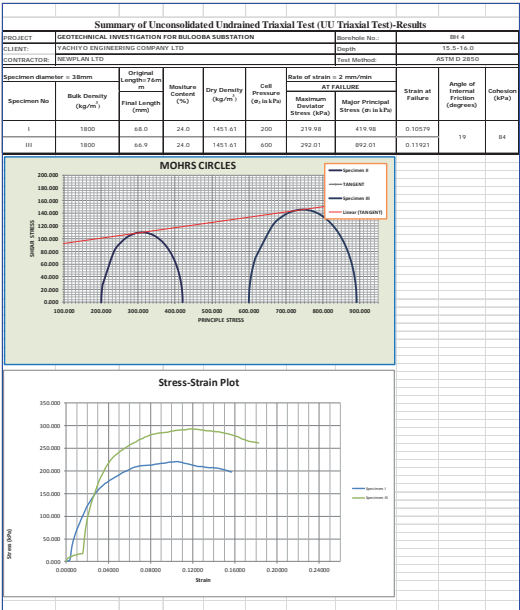 Summary of Unconsolidated Undrained Triaxial Test (UU Triaxial Test)-Results
PROJECT GEOTECHNICAL INVESTIGATION FOR BULOOBA SUBSTATION Borehole No.: BH 4
CLIENT: YACHIYO ENGINEERING COMPANY LTD Depth 15.5-16.0
CONTRACTOR: NEWPLAN LTD Test Method: ASTM D 2850
Specimen diameter = 38mm Original Length=76mm Mositure Content (%) Dry Density (kg/m³) Cell Pressure (σ₃ in kPa) Rate of strain = 2 mm/min Strain at Failure Angle of Internal Friction (degrees) Cohesion (kPa)
AT FAILURE
Specimen No Bulk Density (kg/m³) Final Length (mm) Maximum Deviator Stress (kPa) Major Principal Stress (σ₁ in kPa)
I 1800 68.0 24.0 1451.61 200 219.98 419.98 0.10579 19 84
III 1800 66.9 24.0 1451.61 600 292.01 892.01 0.11921
MOHRS CIRCLES
200.000
180.000
160.000
140.000
120.000
100.000
80.000
60.000
40.000
20.000
0.000
SHEAR STRESS
100.000 200.000 300.000 400.000 500.000 600.000 700.000 800.000 900.000
PRINCIPLE STRESS
Specimen II
TANGENT
Specimen III
Linear (TANGENT)
Stress-Strain Plot
350.000
300.000
250.000
200.000
150.000
100.000
50.000
0.000
Stress (kPa)
0.00000 0.04000 0.08000 0.12000 0.16000 0.20000 0.24000
Strain
Specimen I
Specimen III